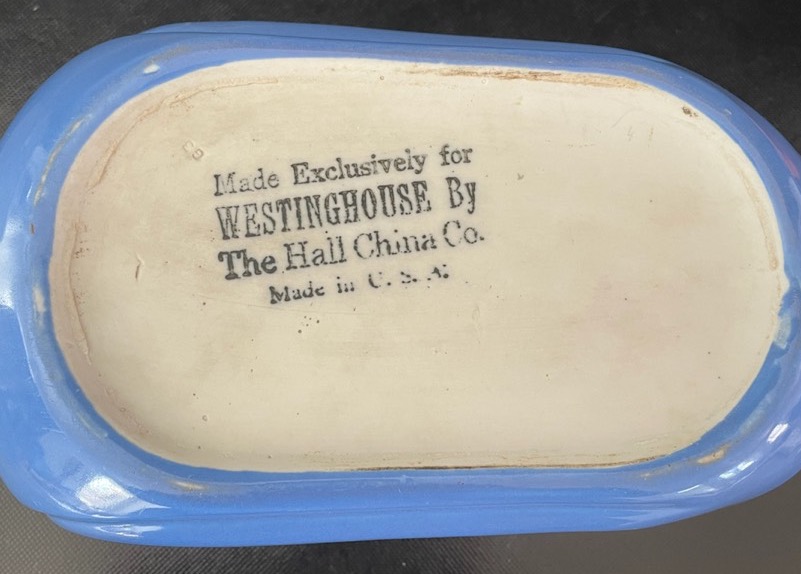 Made Exclusively for
WESTINGHOUSE By
The Hall China Co.
Made in U. S. A.